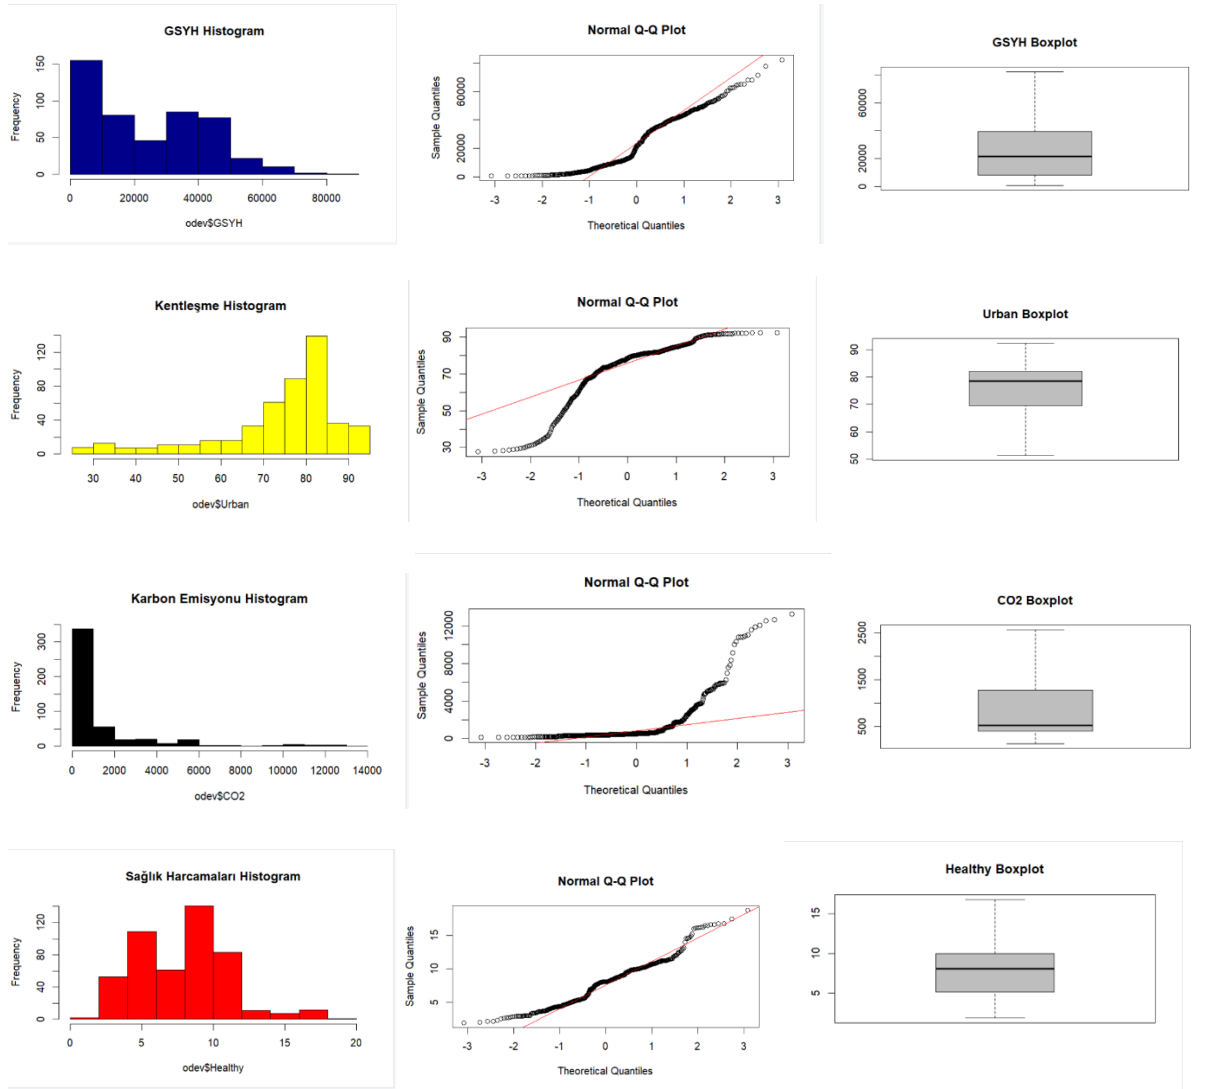 GSYH Histogram
Frequency
0 50 100 150
0 20000 40000 60000 80000
odev$GSYH
Normal Q-Q Plot
Sample Quantiles
0 20000 60000
-3 -2 -1 0 1 2 3
Theoretical Quantiles
GSYH Boxplot
0 20000 60000
Kentleşme Histogram
Frequency
0 40 80 120
30 40 50 60 70 80 90
odev$Urban
Normal Q-Q Plot
Sample Quantiles
30 50 70 90
-3 -2 -1 0 1 2 3
Theoretical Quantiles
Urban Boxplot
50 60 70 80 90
Karbon Emisyonu Histogram
Frequency
0 100 200 300
0 2000 4000 6000 8000 10000 12000 14000
odev$CO2
Normal Q-Q Plot
Sample Quantiles
0 4000 8000 12000
-3 -2 -1 0 1 2 3
Theoretical Quantiles
CO2 Boxplot
500 1500 2500
Sağlık Harcamaları Histogram
Frequency
0 40 80 120
0 5 10 15 20
odev$Healthy
Normal Q-Q Plot
Sample Quantiles
5 10 15
-3 -2 -1 0 1 2 3
Theoretical Quantiles
Healthy Boxplot
5 10 15